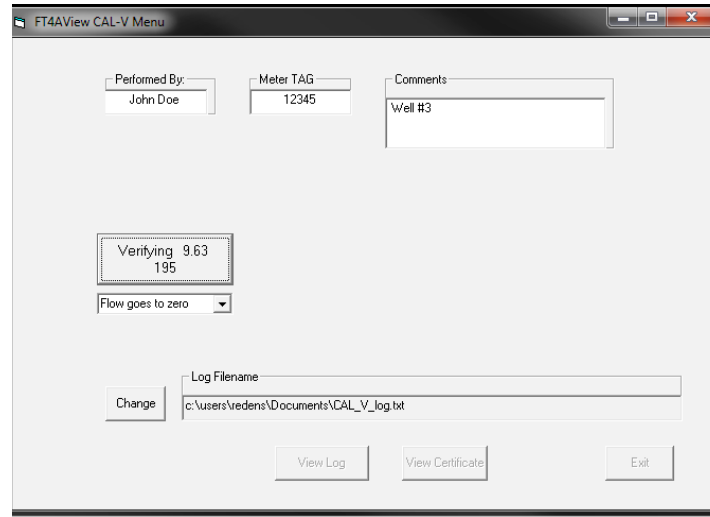 FT4AView CAL-V Menu
Performed By:
John Doe
Meter TAG
12345
Comments
Well #3
Verifying 9.63
195
Flow goes to zero
Log Filename
Change
c:\users\redens\Documents\CAL_V_log.txt
View Log
View Certificate
Exit